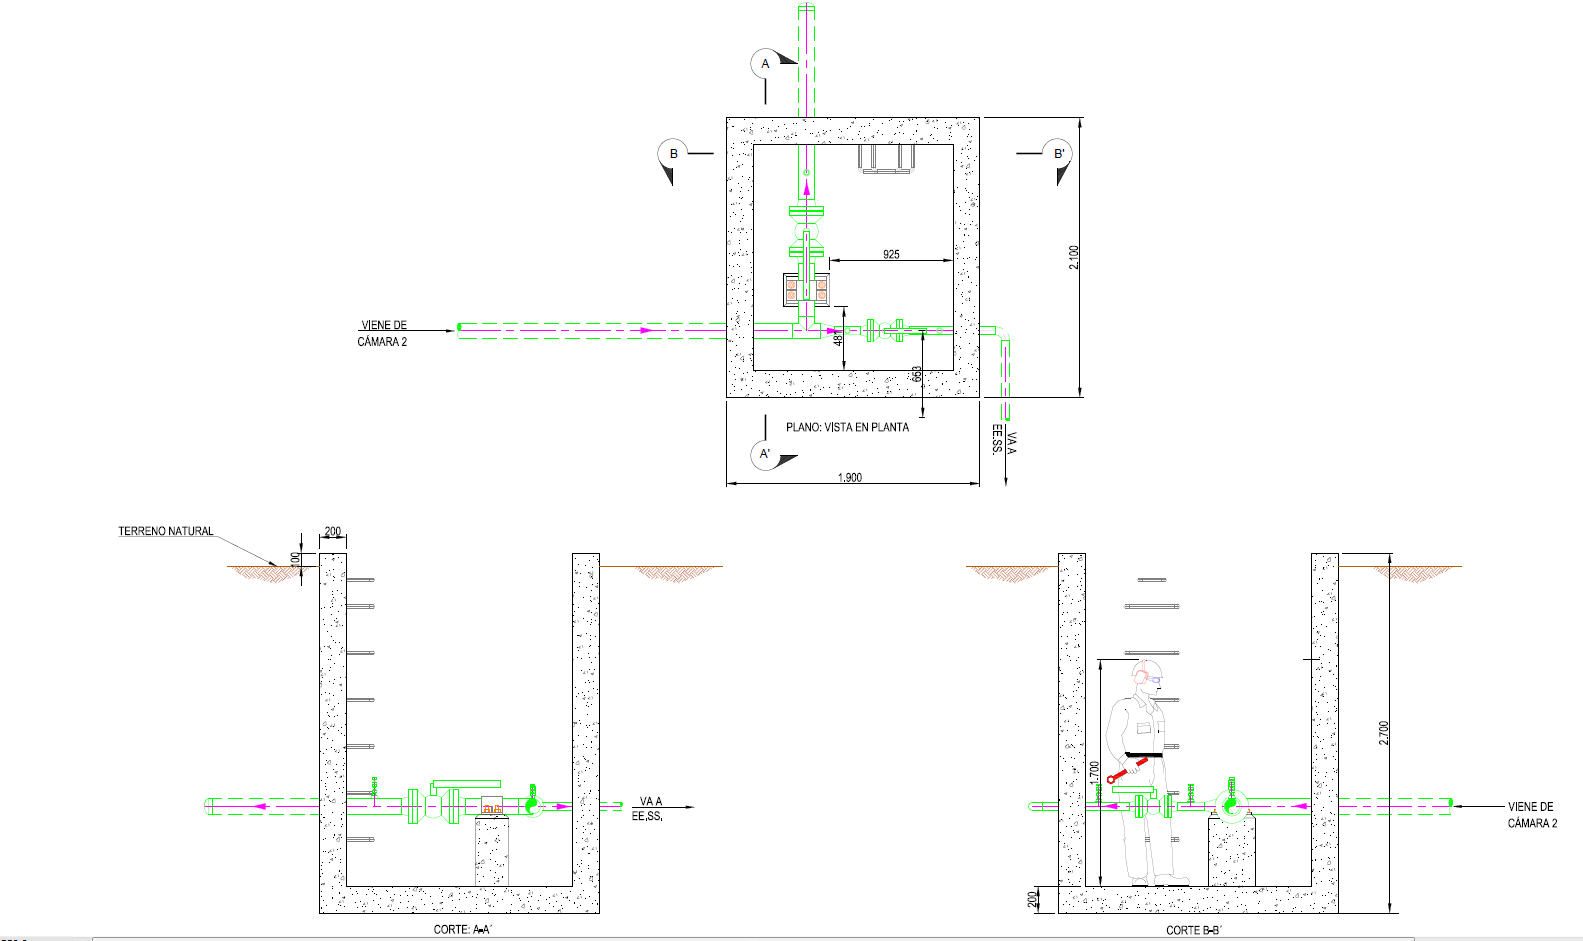 A
B
B'
925
2.100
VIENE DE
CÁMARA 2
481
653
PLANO: VISTA EN PLANTA
VA A
EE.SS.
A'
1.900
TERRENO NATURAL
200
100
VA A
EE.SS.
CORTE: A-A´
1.700
2.700
VIENE DE
CÁMARA 2
200
CORTE B-B´